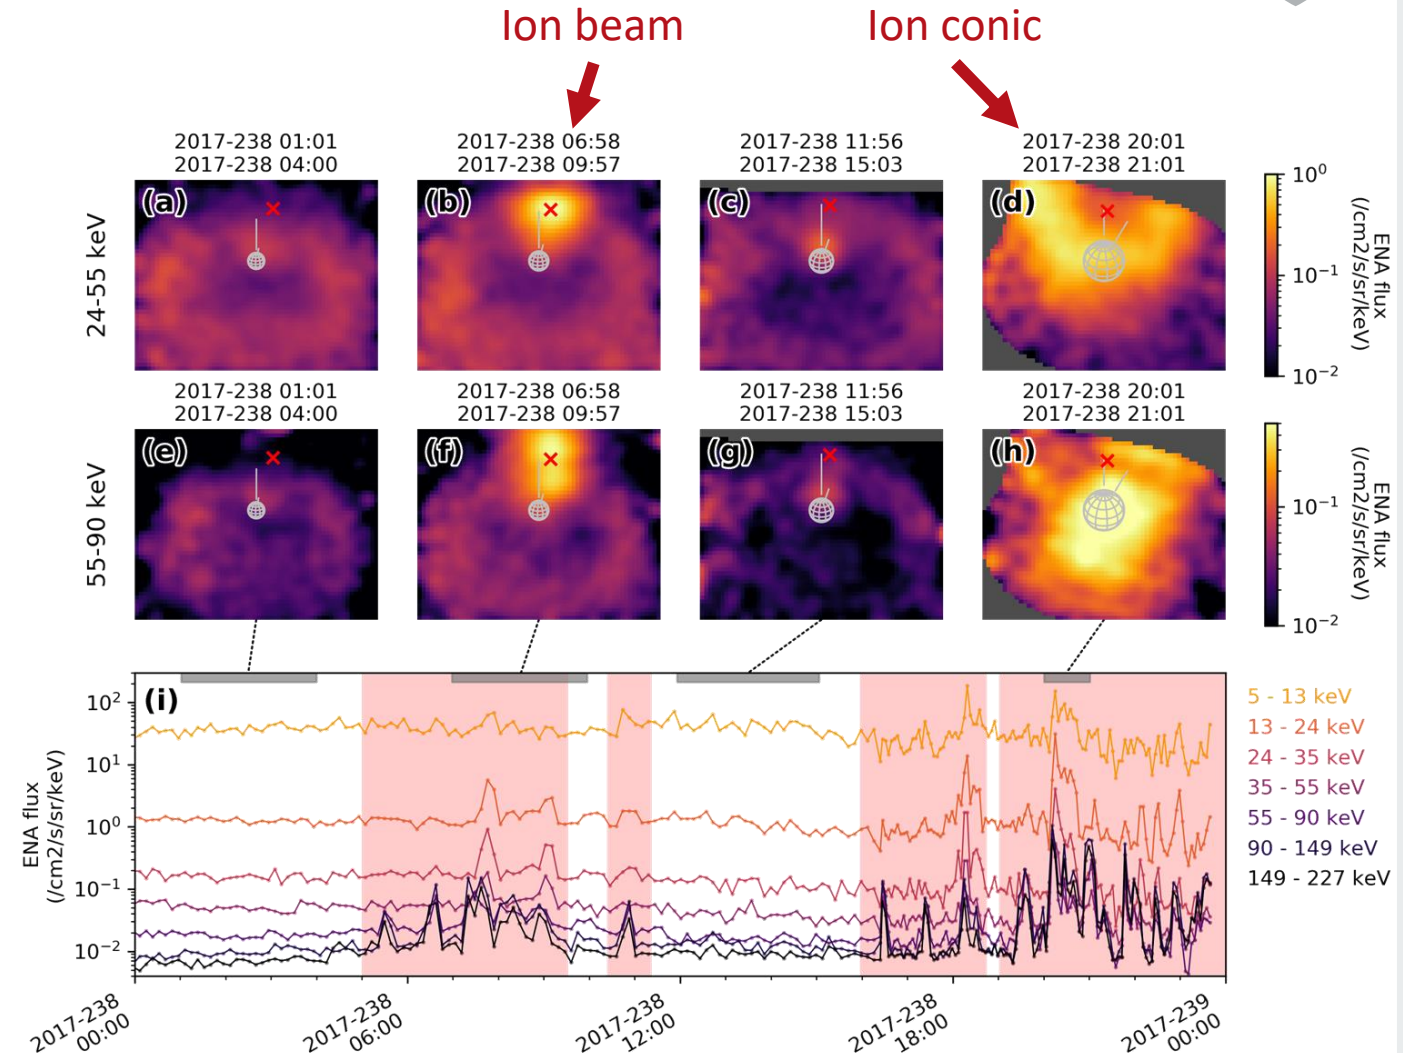 Ion beam
Ion conic
2017-238 01:01
2017-238 04:00
2017-238 06:58
2017-238 09:57
2017-238 11:56
2017-238 15:03
2017-238 20:01
2017-238 21:01
24-55 keV
(a)
(b)
(c)
(d)
10⁰
10⁻¹
10⁻²
ENA flux
(/cm2/s/sr/keV)
2017-238 01:01
2017-238 04:00
2017-238 06:58
2017-238 09:57
2017-238 11:56
2017-238 15:03
2017-238 20:01
2017-238 21:01
55-90 keV
(e)
(f)
(g)
(h)
10⁻¹
10⁻²
ENA flux
(/cm2/s/sr/keV)
(i)
ENA flux
(/cm2/s/sr/keV)
10²
10¹
10⁰
10⁻¹
10⁻²
5 - 13 keV
13 - 24 keV
24 - 35 keV
35 - 55 keV
55 - 90 keV
90 - 149 keV
149 - 227 keV
2017-238
00:00
2017-238
06:00
2017-238
12:00
2017-238
18:00
2017-239
00:00